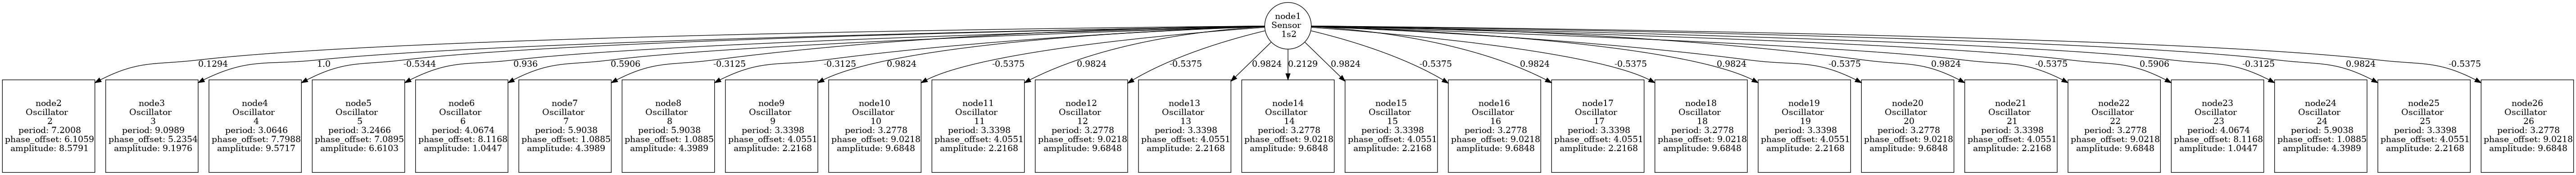 node1
Sensor
1s2
0.1294
1.0
-0.5344
0.936
0.5906
-0.3125
-0.3125
0.9824
-0.5375
0.9824
-0.5375
0.9824
0.2129
0.9824
-0.5375
0.9824
-0.5375
0.9824
-0.5375
0.9824
-0.5375
0.5906
-0.3125
0.9824
-0.5375
node2
Oscillator
2
period: 7.2008
phase_offset: 6.1059
amplitude: 8.5791
node3
Oscillator
3
period: 9.0989
phase_offset: 5.2354
amplitude: 9.1976
node4
Oscillator
4
period: 3.0646
phase_offset: 7.7988
amplitude: 9.5717
node5
Oscillator
5
period: 3.2466
phase_offset: 7.0895
amplitude: 6.6103
node6
Oscillator
6
period: 4.0674
phase_offset: 8.1168
amplitude: 1.0447
node7
Oscillator
7
period: 5.9038
phase_offset: 1.0885
amplitude: 4.3989
node8
Oscillator
8
period: 5.9038
phase_offset: 1.0885
amplitude: 4.3989
node9
Oscillator
9
period: 3.3398
phase_offset: 4.0551
amplitude: 2.2168
node10
Oscillator
10
period: 3.2778
phase_offset: 9.0218
amplitude: 9.6848
node11
Oscillator
11
period: 3.3398
phase_offset: 4.0551
amplitude: 2.2168
node12
Oscillator
12
period: 3.2778
phase_offset: 9.0218
amplitude: 9.6848
node13
Oscillator
13
period: 3.3398
phase_offset: 4.0551
amplitude: 2.2168
node14
Oscillator
14
period: 3.2778
phase_offset: 9.0218
amplitude: 9.6848
node15
Oscillator
15
period: 3.3398
phase_offset: 4.0551
amplitude: 2.2168
node16
Oscillator
16
period: 3.2778
phase_offset: 9.0218
amplitude: 9.6848
node17
Oscillator
17
period: 3.3398
phase_offset: 4.0551
amplitude: 2.2168
node18
Oscillator
18
period: 3.2778
phase_offset: 9.0218
amplitude: 9.6848
node19
Oscillator
19
period: 3.3398
phase_offset: 4.0551
amplitude: 2.2168
node20
Oscillator
20
period: 3.2778
phase_offset: 9.0218
amplitude: 9.6848
node21
Oscillator
21
period: 3.3398
phase_offset: 4.0551
amplitude: 2.2168
node22
Oscillator
22
period: 3.2778
phase_offset: 9.0218
amplitude: 9.6848
node23
Oscillator
23
period: 4.0674
phase_offset: 8.1168
amplitude: 1.0447
node24
Oscillator
24
period: 5.9038
phase_offset: 1.0885
amplitude: 4.3989
node25
Oscillator
25
period: 3.3398
phase_offset: 4.0551
amplitude: 2.2168
node26
Oscillator
26
period: 3.2778
phase_offset: 9.0218
amplitude: 9.6848